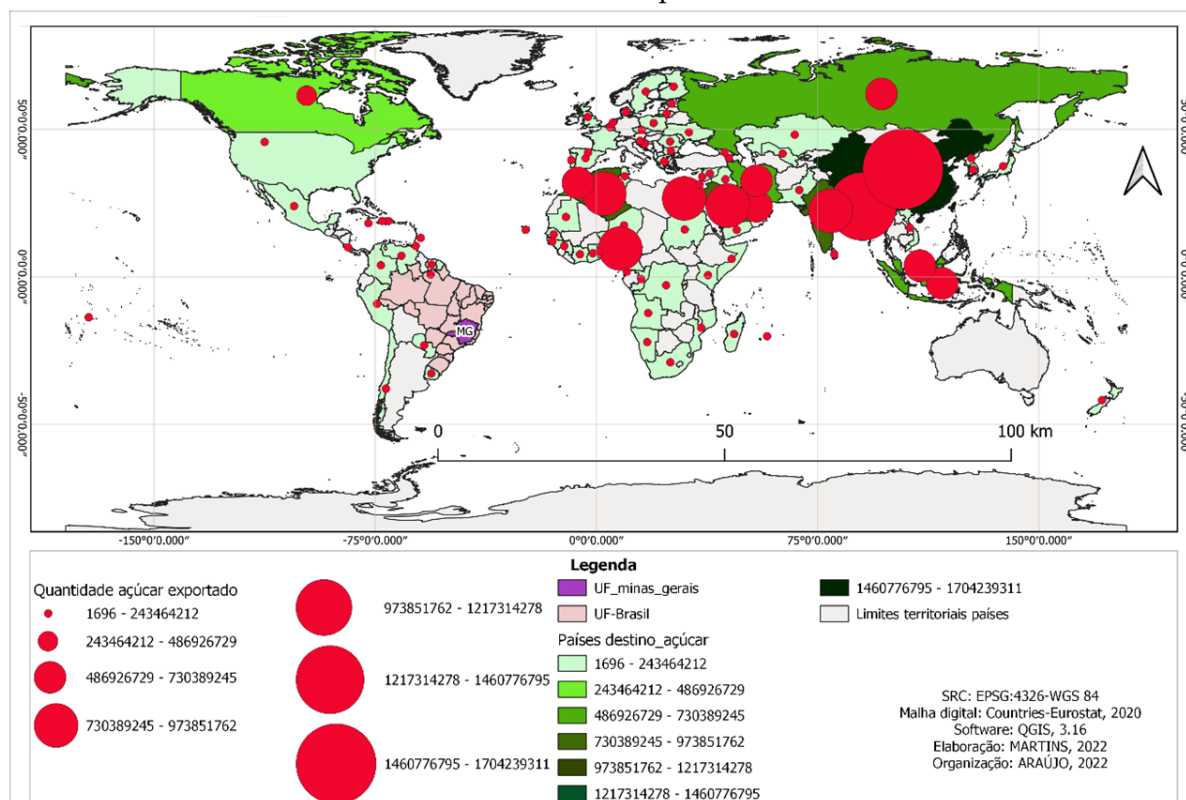 50°0'0.000"
0°0'0.000"
-50°0'0.000"
MG
0 50 100 km
-150°0'0.000" -75°0'0.000" 0°0'0.000" 75°0'0.000" 150°0'0.000"
Legenda
Quantidade açúcar exportado
1696 - 243464212
243464212 - 486926729
486926729 - 730389245
730389245 - 973851762
973851762 - 1217314278
1217314278 - 1460776795
1460776795 - 1704239311
UF_minas_gerais
UF-Brasil
Países destino_açúcar
1696 - 243464212
243464212 - 486926729
486926729 - 730389245
730389245 - 973851762
973851762 - 1217314278
1217314278 - 1460776795
1460776795 - 1704239311
Limites territoriais países
SRC: EPSG:4326-WGS 84
Malha digital: Countries-Eurostat, 2020
Software: QGIS, 3.16
Elaboração: MARTINS, 2022
Organização: ARAÚJO, 2022